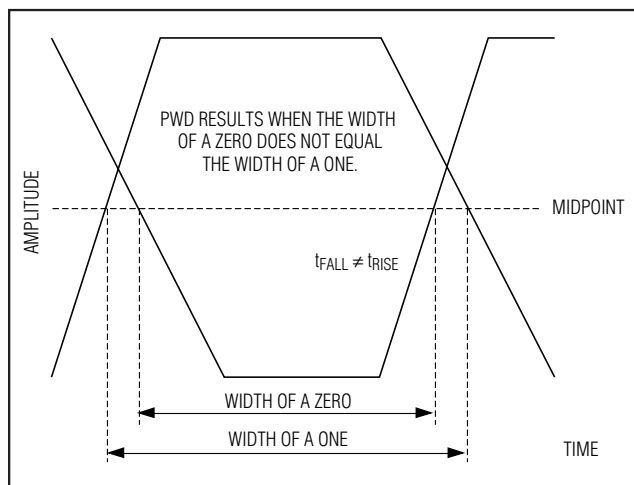 PWD RESULTS WHEN THE WIDTH
OF A ZERO DOES NOT EQUAL
THE WIDTH OF A ONE.
AMPLITUDE
MIDPOINT
tFALL ≠ tRISE
WIDTH OF A ZERO
WIDTH OF A ONE
TIME